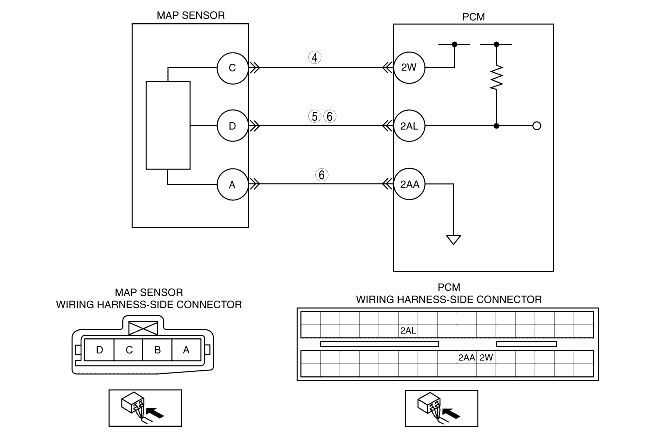 MAP SENSOR
PCM
C
4
2W
D
5 6
2AL
A
6
2AA
MAP SENSOR
WIRING HARNESS-SIDE CONNECTOR
D C B A
PCM
WIRING HARNESS-SIDE CONNECTOR
2AL
2AA 2W